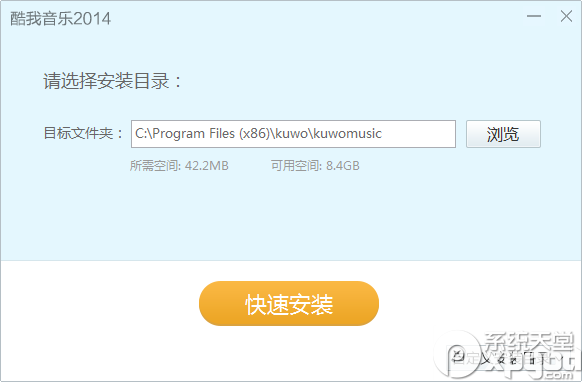 酷我音乐2014
请选择安装目录：
目标文件夹： C:\Program Files (x86)\kuwo\kuwomusic 浏览
所需空间: 42.2MB 可用空间: 8.4GB
快速安装
系统天堂